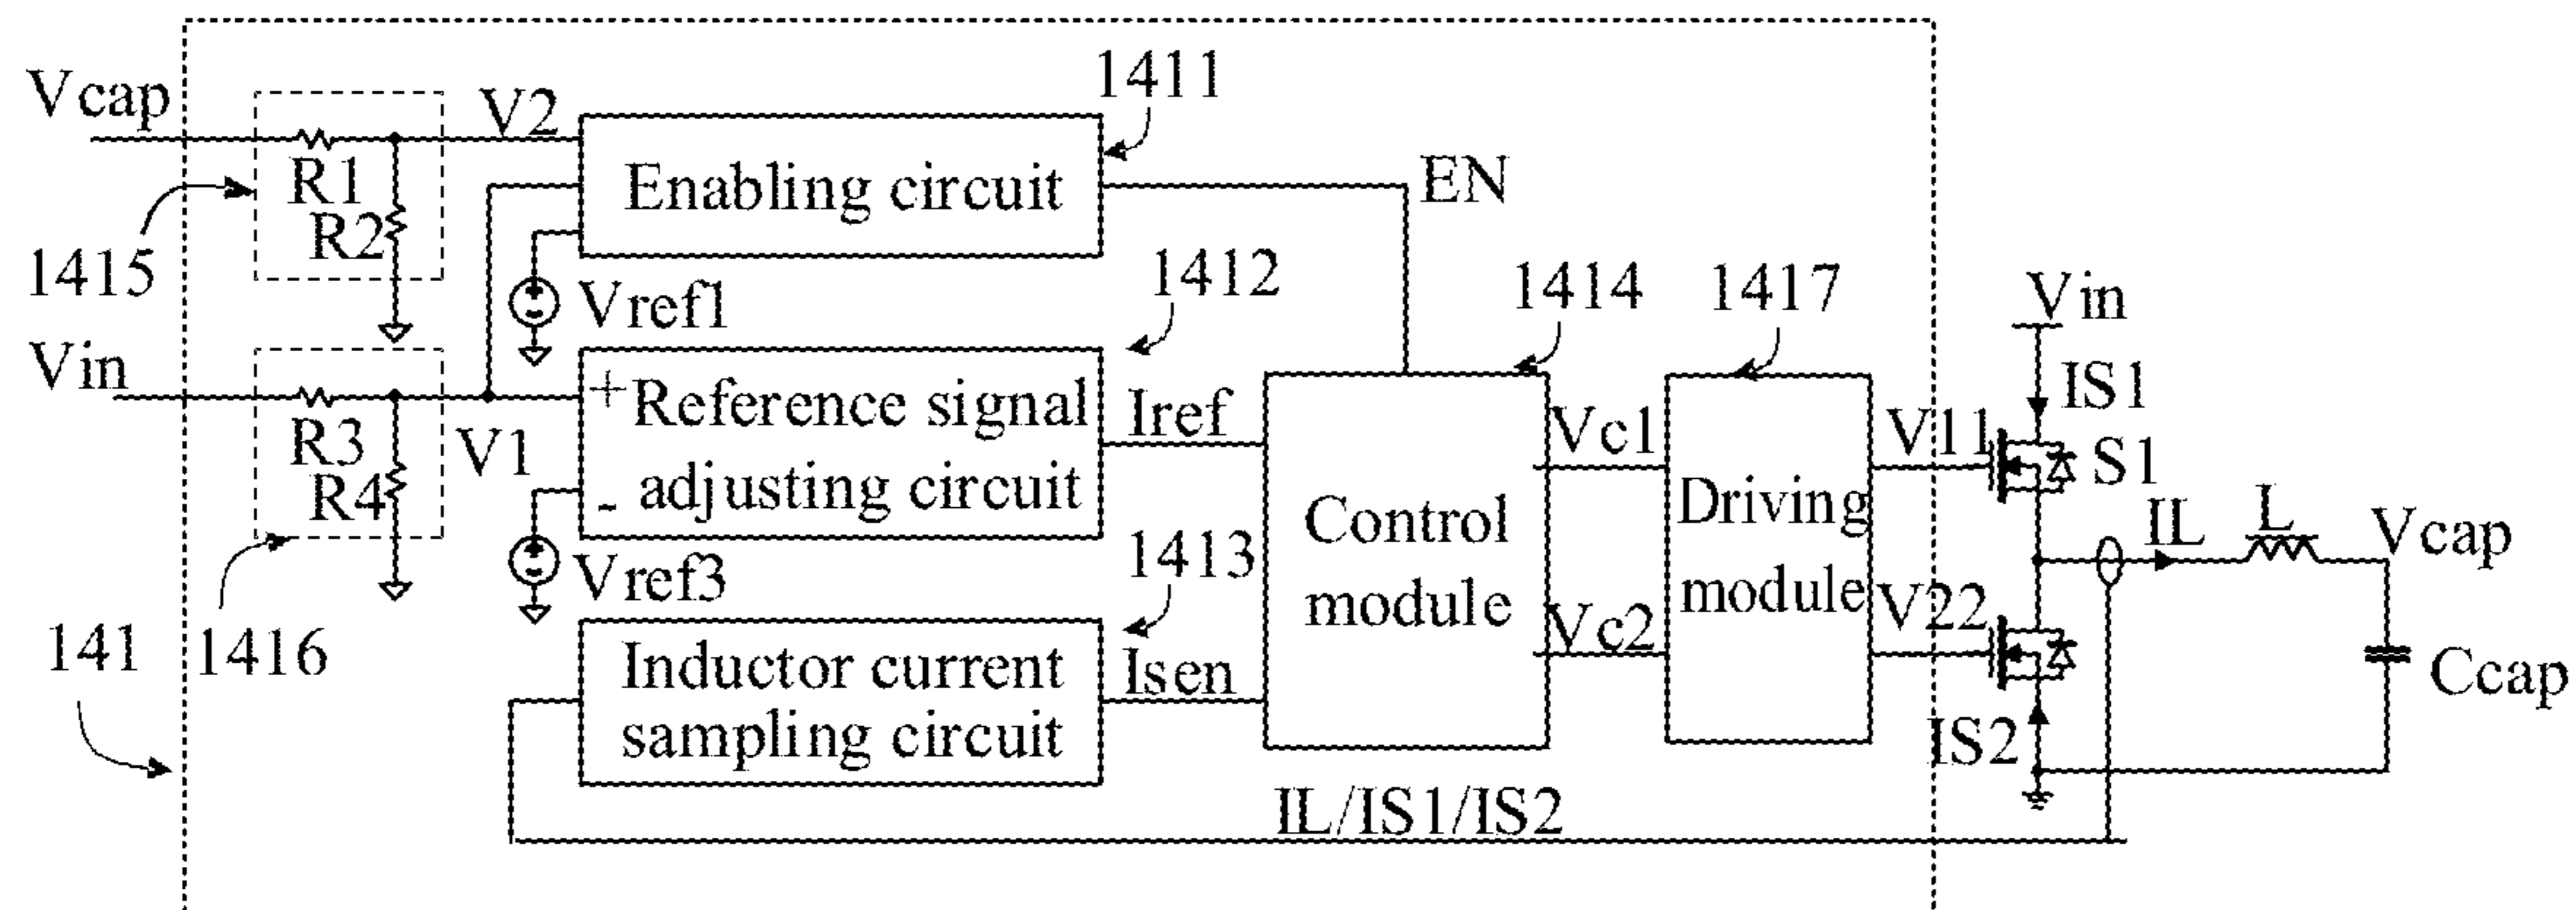 Vcap
V2
1411
R1
R2
Enabling circuit
EN
1415
Vref1
1412
1414
1417
Vin
Vin
IS1
+
Reference signal
adjusting circuit
-
Iref
Vc1
V11
S1
R3
R4
V1
Vref3
1413
Control
module
Driving
module
IL
L
Vcap
141
1416
Inductor current
sampling circuit
Isen
Vc2
V22
IS2
Ccap
IL/IS1/IS2